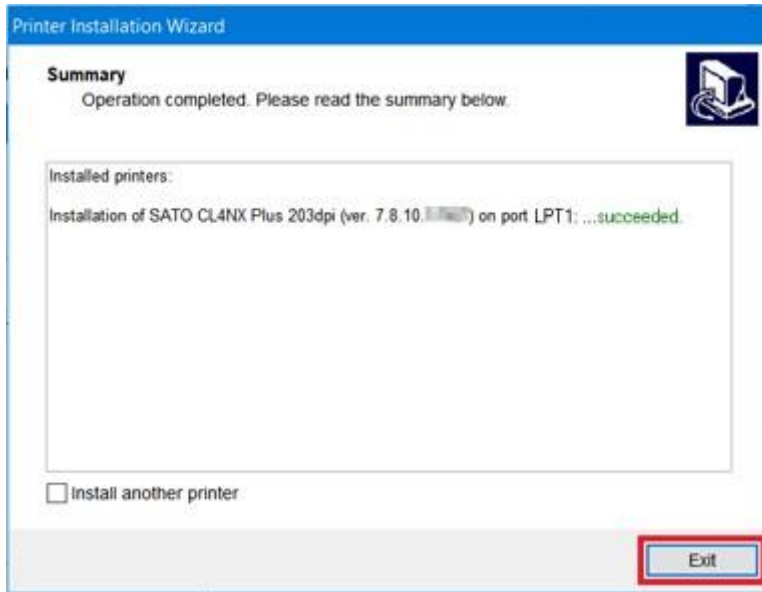 Printer Installation Wizard
Summary
Operation completed. Please read the summary below.
Installed printers:
Installation of SATO CL4NX Plus 203dpi (ver. 7.8.10. ) on port LPT1: ...succeeded.
Install another printer
Exit